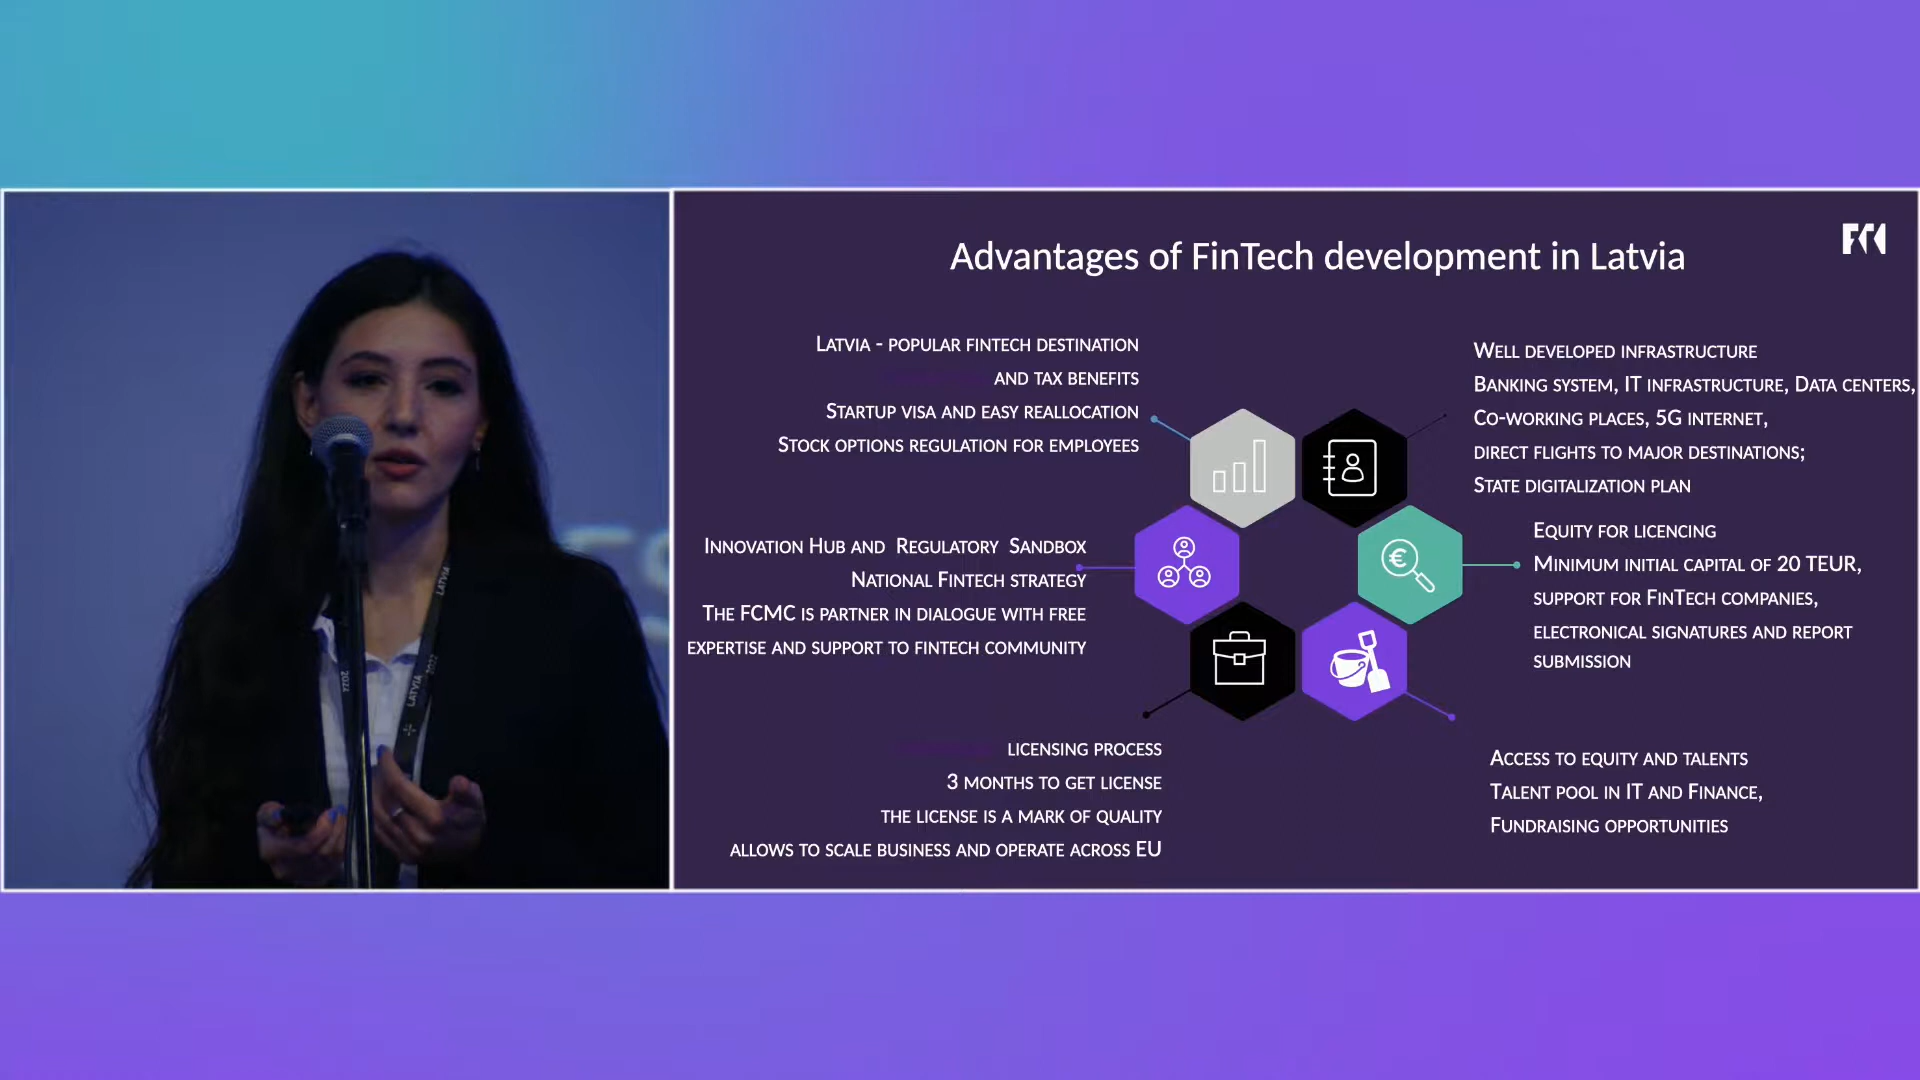 Advantages of FinTech development in Latvia
FCK
Latvia - popular fintech destination
and tax benefits
Startup visa and easy reallocation
Stock options regulation for employees
Well developed infrastructure
Banking system, IT infrastructure, Data centers,
Co-working places, 5G internet,
direct flights to major destinations;
State digitalization plan
Innovation Hub and Regulatory Sandbox
National Fintech strategy
The FCMC is partner in dialogue with free
expertise and support to fintech community
Equity for licencing
Minimum initial capital of 20 TEUR,
support for FinTech companies,
electronical signatures and report
submission
licensing process
3 months to get license
the license is a mark of quality
allows to scale business and operate across EU
Access to equity and talents
Talent pool in IT and Finance,
Fundraising opportunities
LATVIA
LATVIA 2022